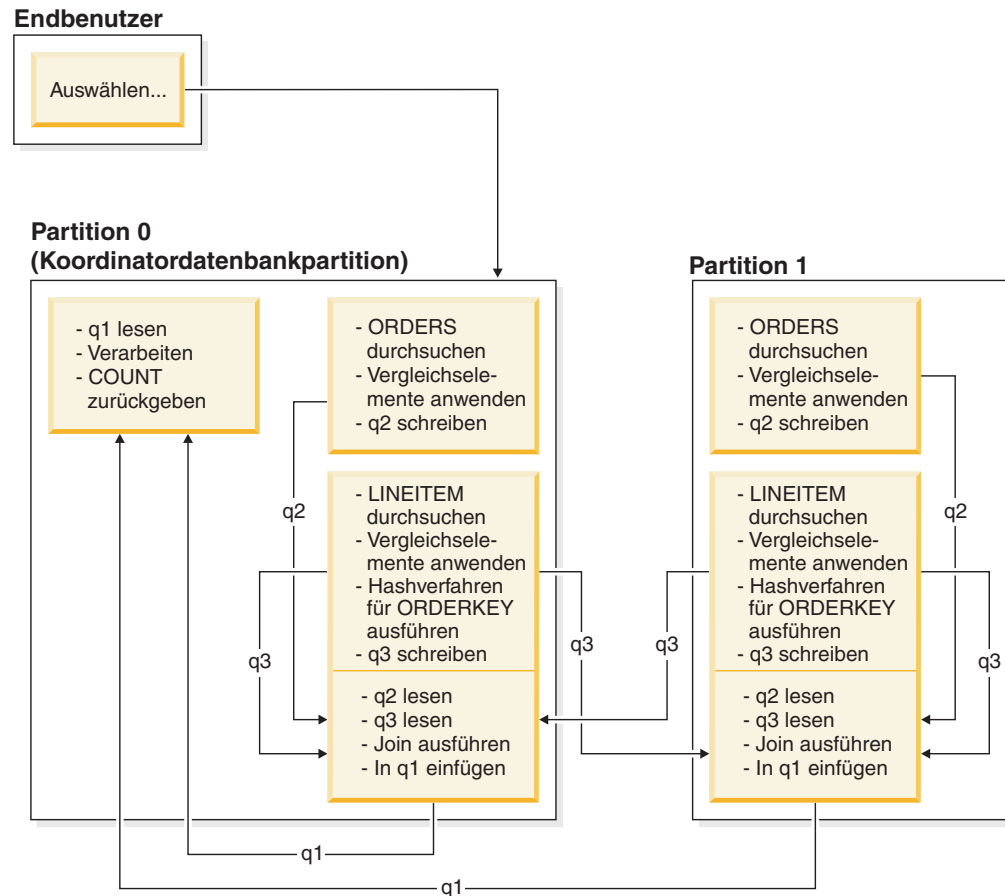 Endbenutzer
Auswählen...
Partition 0
(Koordinatordatenbankpartition)
- q1 lesen
- Verarbeiten
- COUNT
zurückgeben
- ORDERS
durchsuchen
- Vergleichsele-
mente anwenden
- q2 schreiben
q2
- LINEITEM
durchsuchen
- Vergleichsele-
mente anwenden
- Hashverfahren
für ORDERKEY
ausführen
- q3 schreiben
q3
q3
- q2 lesen
- q3 lesen
- Join ausführen
- In q1 einfügen
Partition 1
- ORDERS
durchsuchen
- Vergleichsele-
mente anwenden
- q2 schreiben
q2
- LINEITEM
durchsuchen
- Vergleichsele-
mente anwenden
- Hashverfahren
für ORDERKEY
ausführen
- q3 schreiben
q3
q3
- q2 lesen
- q3 lesen
- Join ausführen
- In q1 einfügen
q1
q1